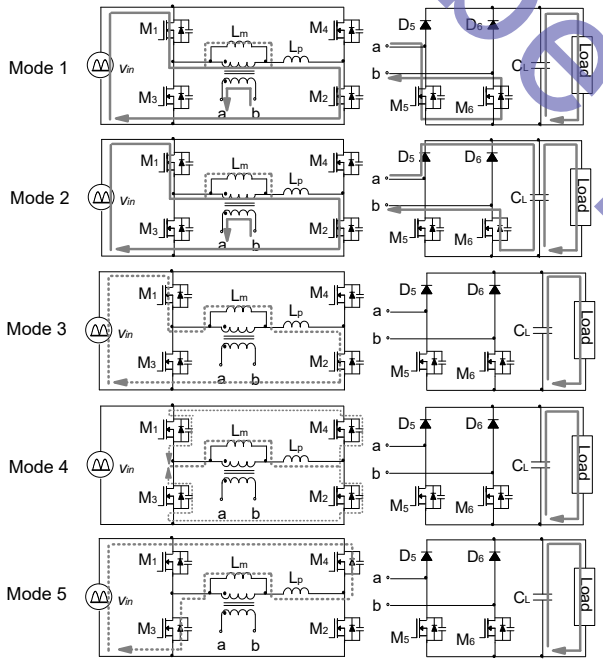 M1 Lm M4 D5 D6
Mode 1 vin Lp a b CL Load
M3 M2 M5 M6
a b
M1 Lm M4 D5 D6
Mode 2 vin Lp a b CL Load
M3 M2 M5 M6
a b
M1 Lm M4 D5 D6
Mode 3 vin Lp a b CL Load
M3 M2 M5 M6
a b
M1 Lm M4 D5 D6
Mode 4 vin Lp a b CL Load
M3 M2 M5 M6
a b
M1 Lm M4 D5 D6
Mode 5 vin Lp a b CL Load
M3 M2 M5 M6
a b